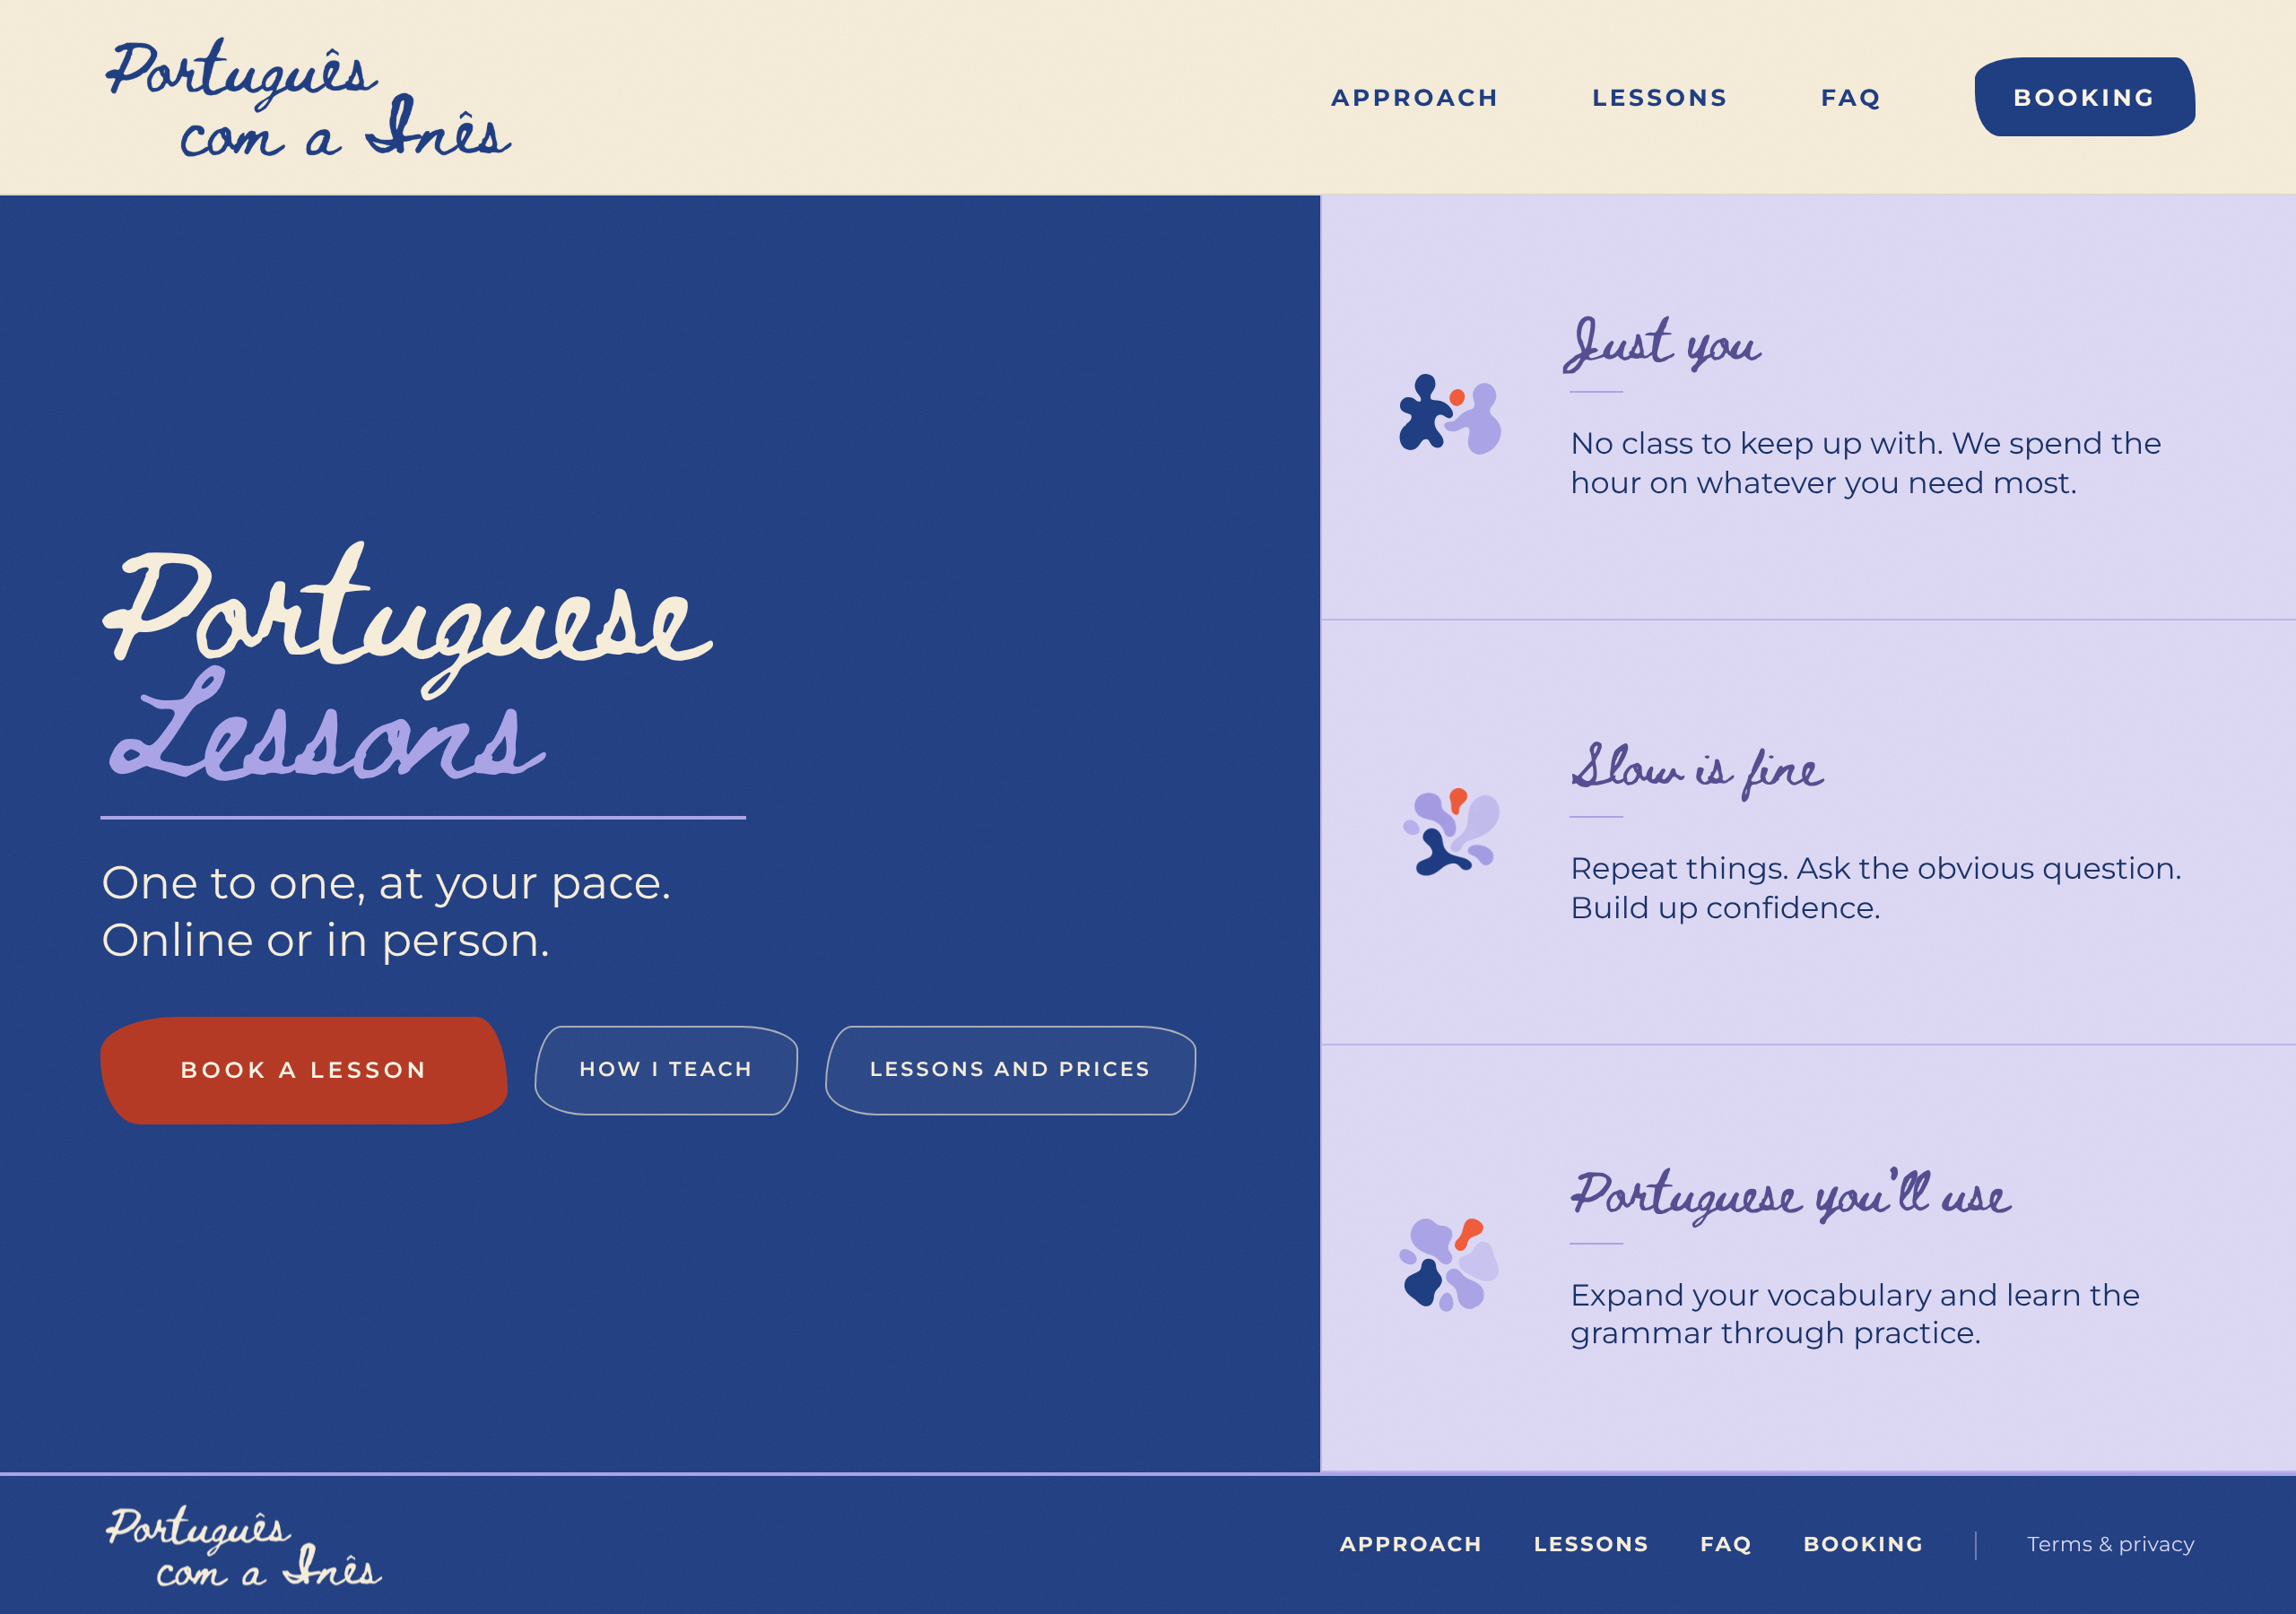 Português
com a Inês
APPROACH
LESSONS
FAQ
BOOKING
Portuguese
Lessons
One to one, at your pace.
Online or in person.
BOOK A LESSON
HOW I TEACH
LESSONS AND PRICES
Just you
No class to keep up with. We spend the
hour on whatever you need most.
Slow is fine
Repeat things. Ask the obvious question.
Build up confidence.
Portuguese you'll use
Expand your vocabulary and learn the
grammar through practice.
Português
com a Inês
APPROACH
LESSONS
FAQ
BOOKING
Terms & privacy